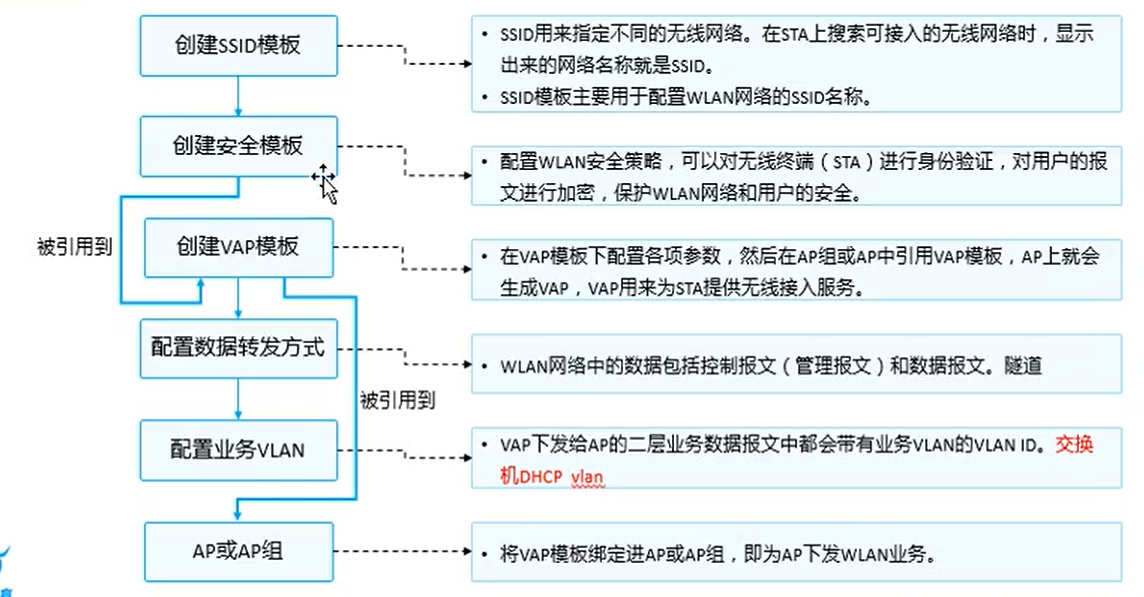 创建SSID模板
• SSID用来指定不同的无线网络。在STA上搜索可接入的无线网络时，显示
出来的网络名称就是SSID。
• SSID模板主要用于配置WLAN网络的SSID名称。
创建安全模板
• 配置WLAN安全策略，可以对无线终端（STA）进行身份验证，对用户的报
文进行加密，保护WLAN网络和用户的安全。
被引用到
创建VAP模板
• 在VAP模板下配置各项参数，然后在AP组或AP中引用VAP模板，AP上就会
生成VAP，VAP用来为STA提供无线接入服务。
配置数据转发方式
• WLAN网络中的数据包括控制报文（管理报文）和数据报文。隧道
被引用到
配置业务VLAN
• VAP下发给AP的二层业务数据报文中都会带有业务VLAN的VLAN ID。交换
机DHCP vlan
AP或AP组
• 将VAP模板绑定进AP或AP组，即为AP下发WLAN业务。